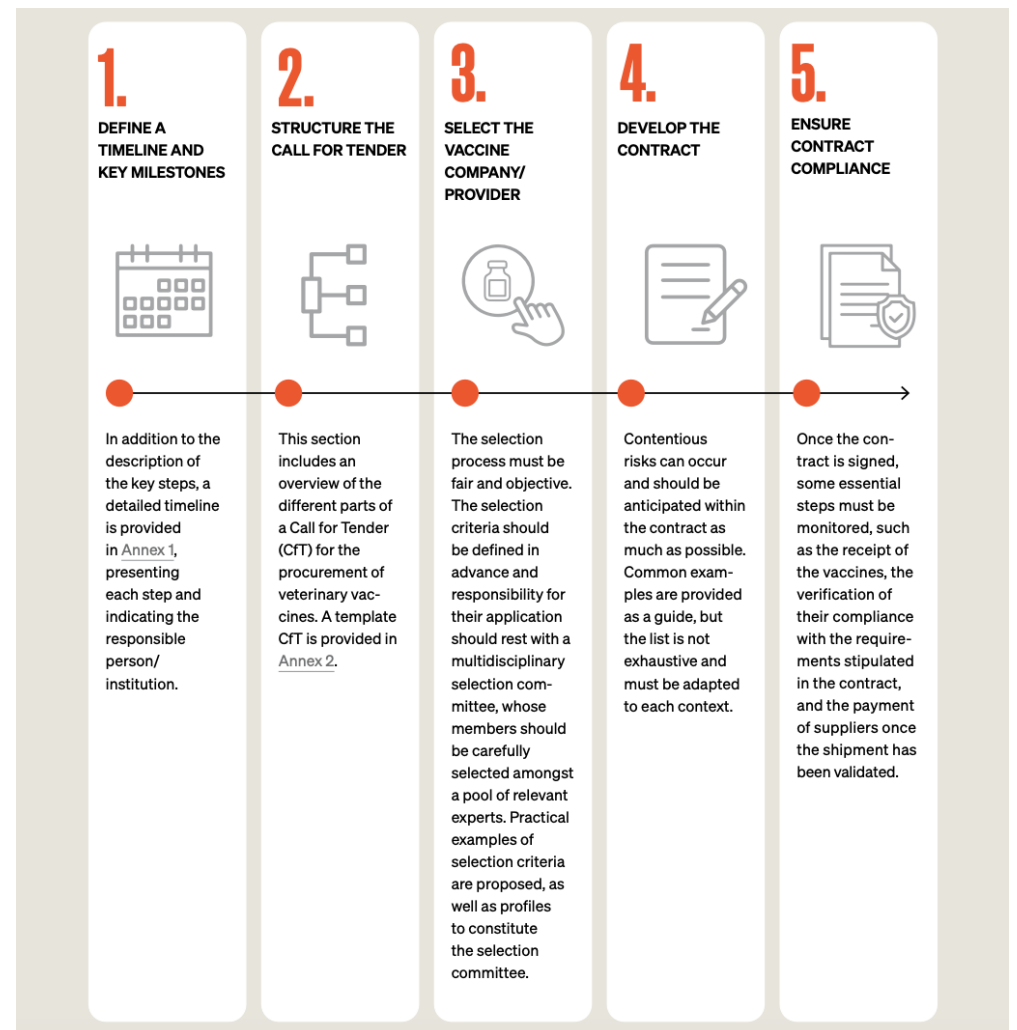 1.
DEFINE A
TIMELINE AND
KEY MILESTONES
In addition to the
description of
the key steps, a
detailed timeline
is provided
in Annex 1,
presenting
each step and
indicating the
responsible
person/
institution.
2.
STRUCTURE THE
CALL FOR TENDER
This section
includes an
overview of the
different parts of
a Call for Tender
(CfT) for the
procurement of
veterinary vac-
cines. A template
CfT is provided in
Annex 2.
3.
SELECT THE
VACCINE
COMPANY/
PROVIDER
The selection
process must be
fair and objective.
The selection
criteria should
be defined in
advance and
responsibility for
their application
should rest with a
multidisciplinary
selection com-
mittee, whose
members should
be carefully
selected amongst
a pool of relevant
experts. Practical
examples of
selection criteria
are proposed, as
well as profiles
to constitute
the selection
committee.
4.
DEVELOP THE
CONTRACT
Contentious
risks can occur
and should be
anticipated within
the contract as
much as possible.
Common exam-
ples are provided
as a guide, but
the list is not
exhaustive and
must be adapted
to each context.
5.
ENSURE
CONTRACT
COMPLIANCE
Once the con-
tract is signed,
some essential
steps must be
monitored, such
as the receipt of
the vaccines, the
verification of
their compliance
with the require-
ments stipulated
in the contract,
and the payment
of suppliers once
the shipment has
been validated.